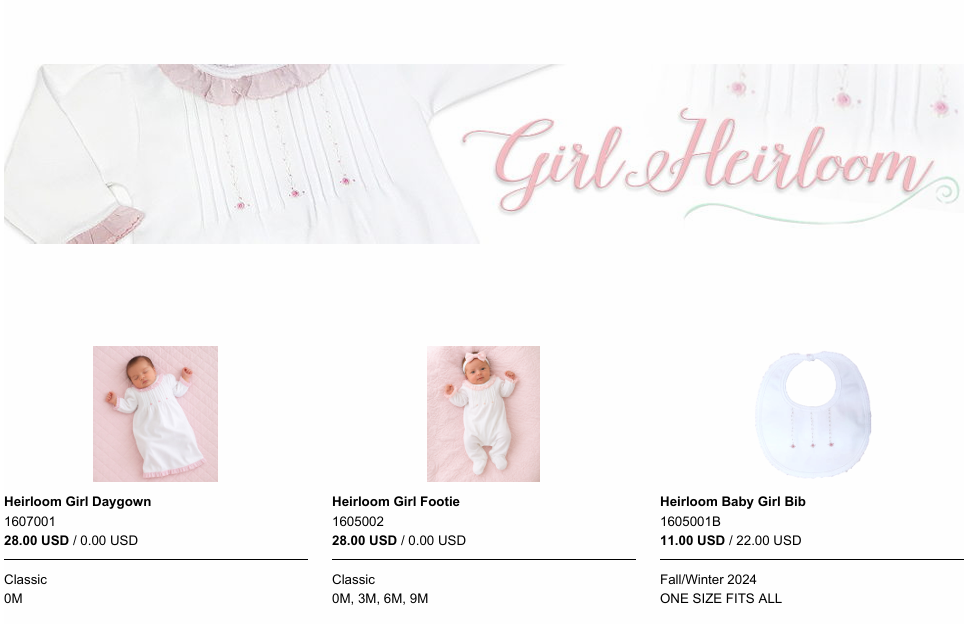 Girl Heirloom
Heirloom Girl Daygown
1607001
28.00 USD / 0.00 USD
Classic
0M
Heirloom Girl Footie
1605002
28.00 USD / 0.00 USD
Classic
0M, 3M, 6M, 9M
Heirloom Baby Girl Bib
1605001B
11.00 USD / 22.00 USD
Fall/Winter 2024
ONE SIZE FITS ALL